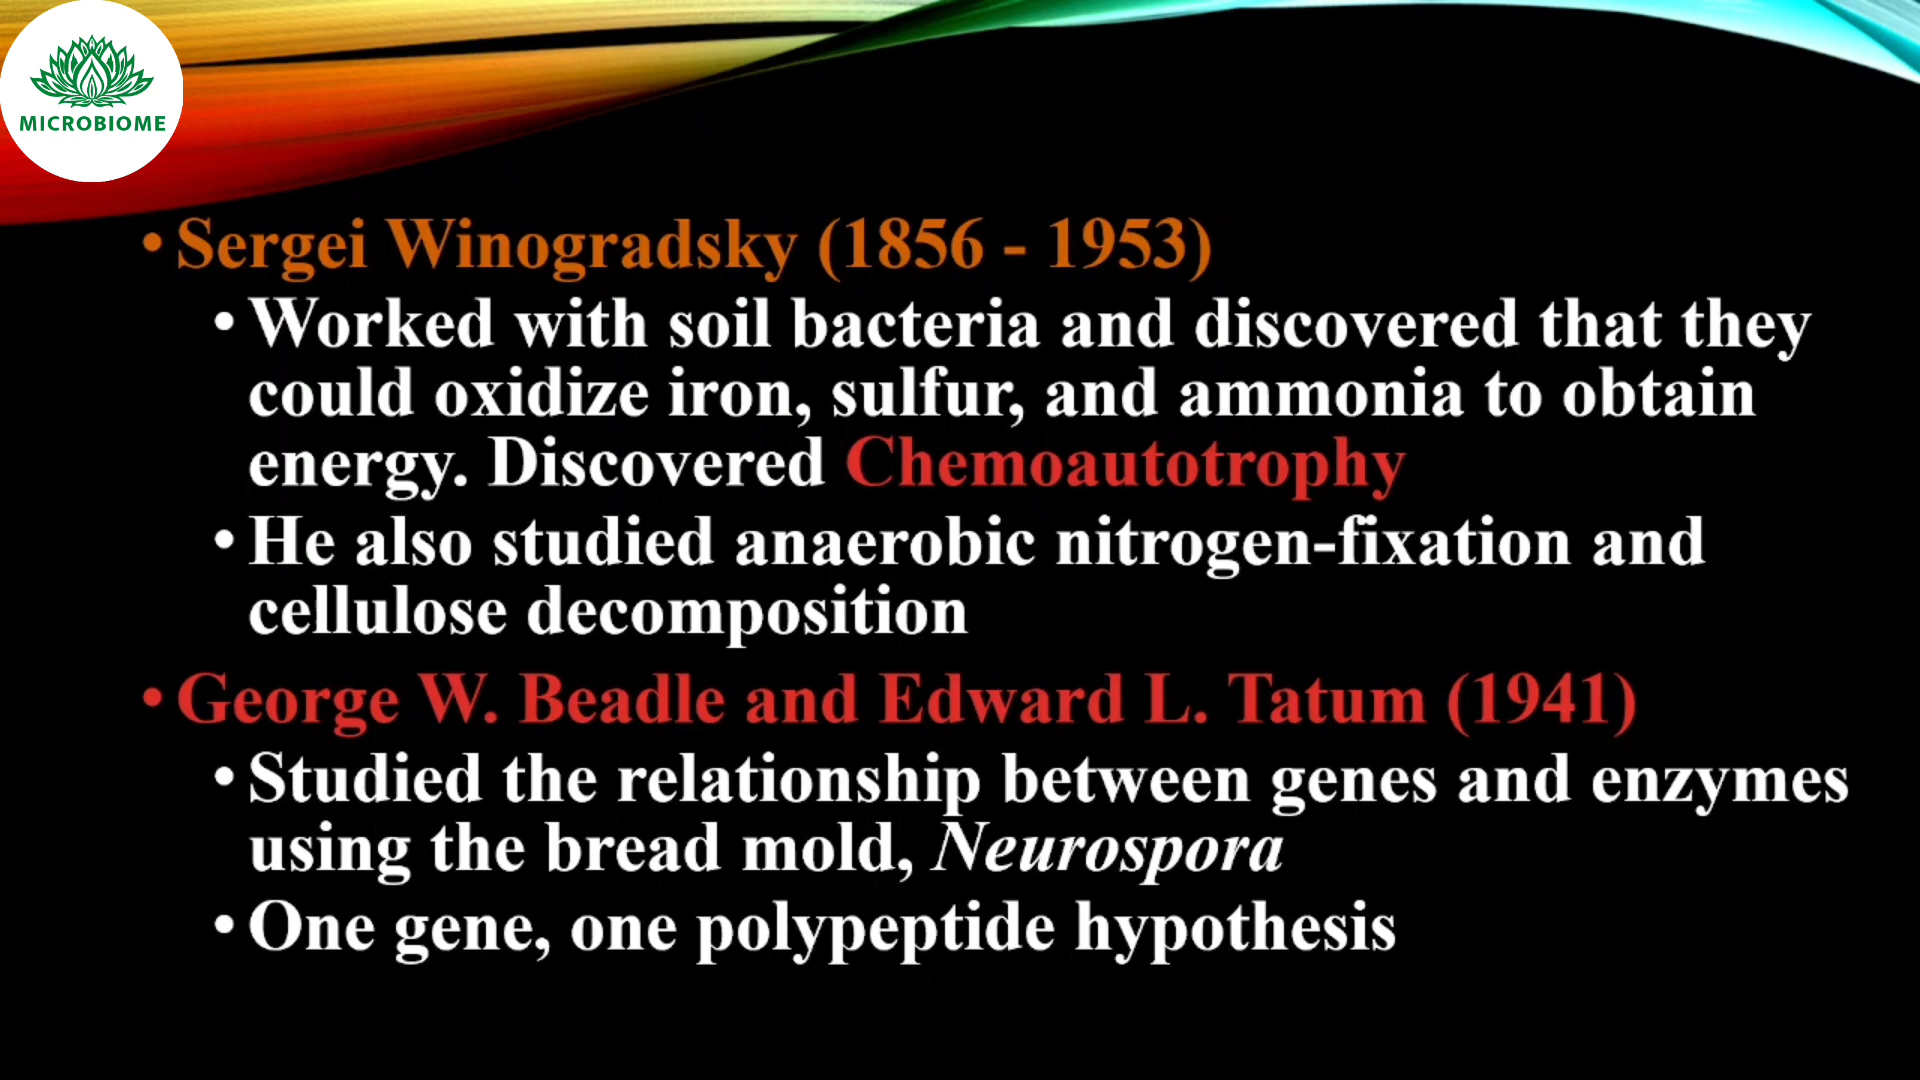 MICROBIOME
• Sergei Winogradsky (1856 - 1953)
• Worked with soil bacteria and discovered that they
could oxidize iron, sulfur, and ammonia to obtain
energy. Discovered Chemoautotrophy
• He also studied anaerobic nitrogen-fixation and
cellulose decomposition
• George W. Beadle and Edward L. Tatum (1941)
• Studied the relationship between genes and enzymes
using the bread mold, Neurospora
• One gene, one polypeptide hypothesis